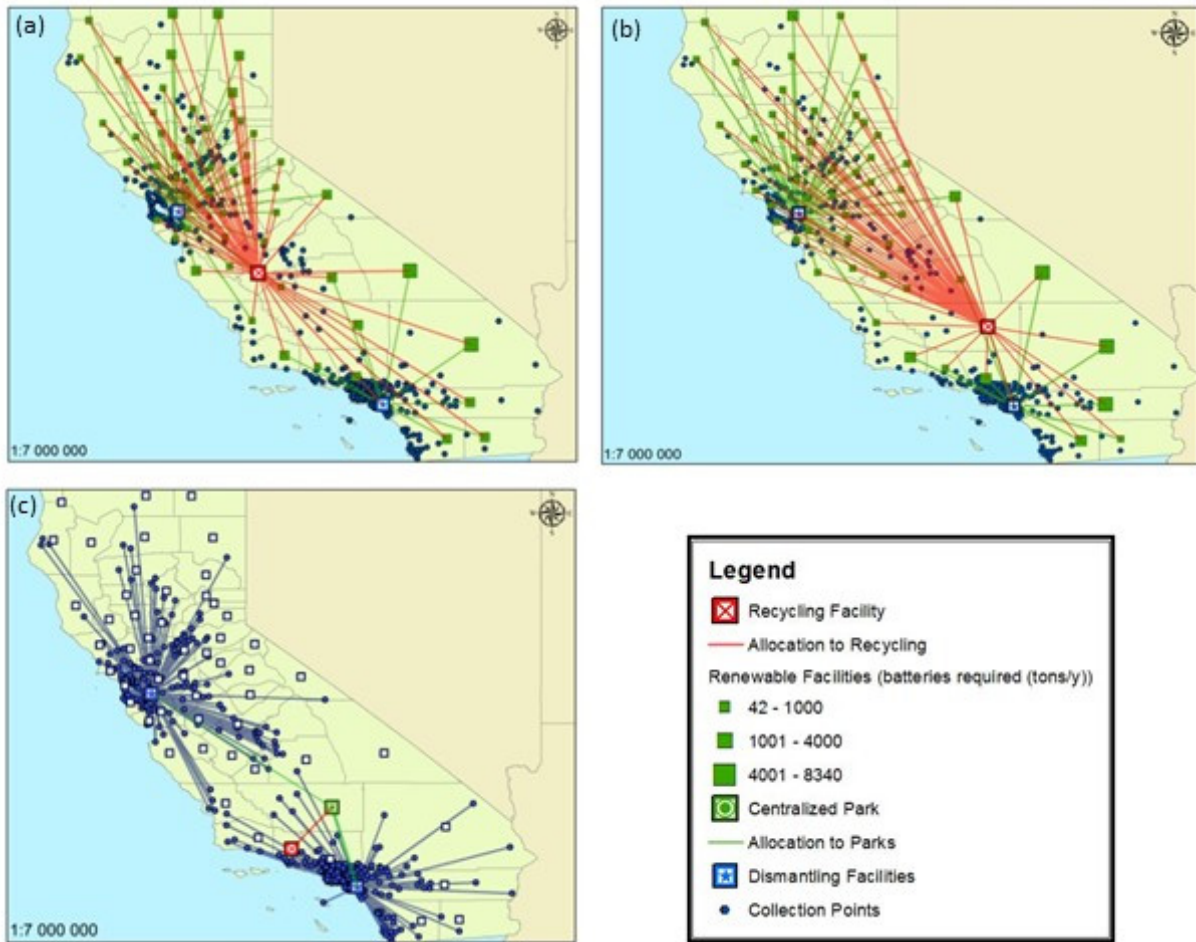 (a)
1:7 000 000
(b)
1:7 000 000
(c)
1:7 000 000
Legend
Recycling Facility
Allocation to Recycling
Renewable Facilities (batteries required (tons/y))
42 - 1000
1001 - 4000
4001 - 8340
Centralized Park
Allocation to Parks
Dismantling Facilities
Collection Points